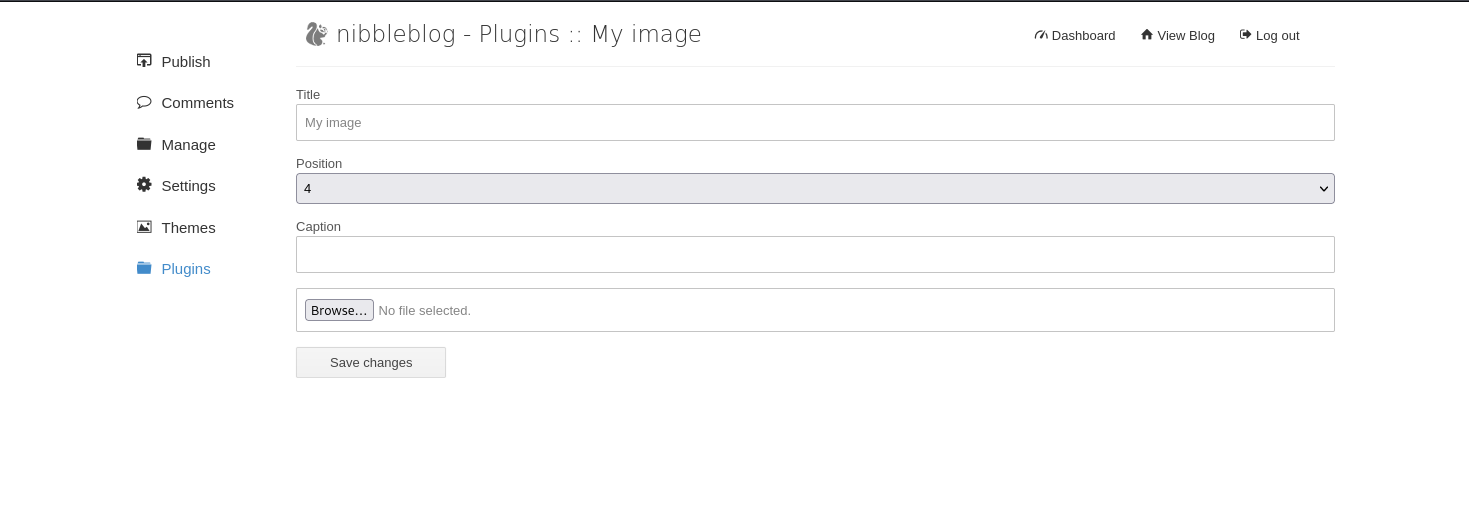 nibbleblog - Plugins :: My image
Dashboard
View Blog
Log out
Publish
Comments
Manage
Settings
Themes
Plugins
Title
My image
Position
4
Caption
Browse...
No file selected.
Save changes